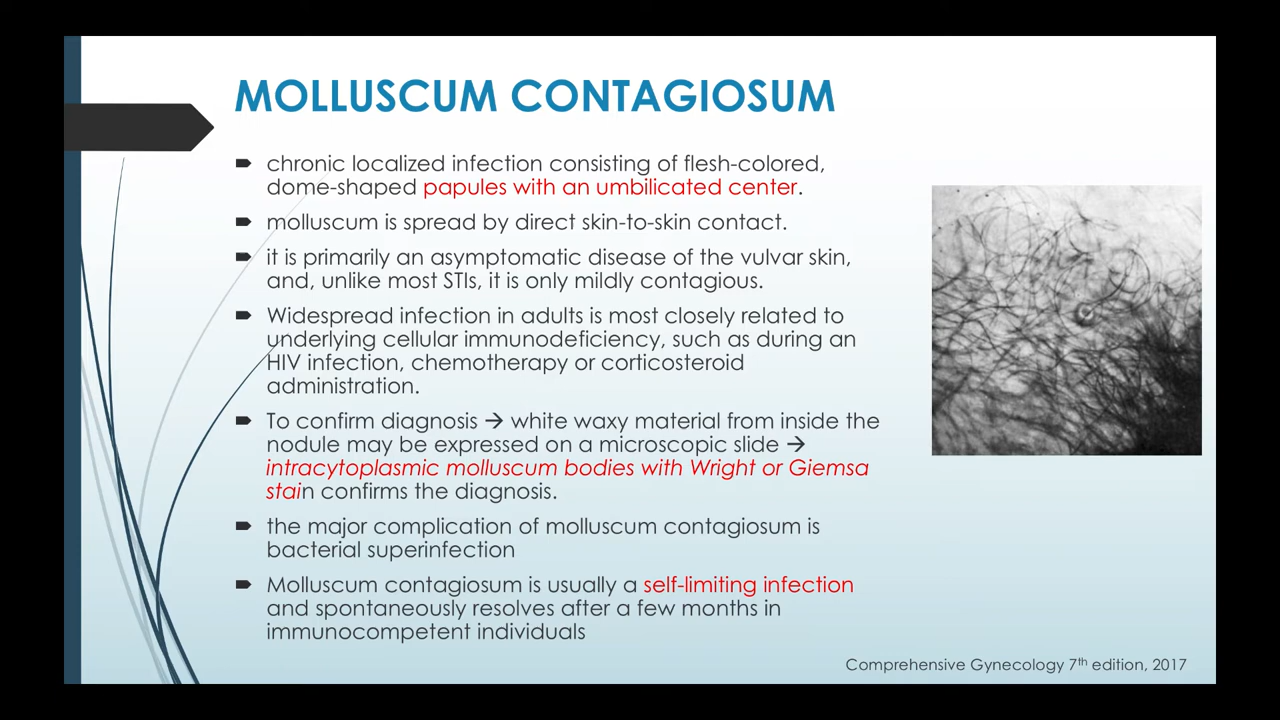 MOLLUSCUM CONTAGIOSUM
chronic localized infection consisting of flesh-colored,
dome-shaped papules with an umbilicated center.
molluscum is spread by direct skin-to-skin contact.
it is primarily an asymptomatic disease of the vulvar skin,
and, unlike most STIs, it is only mildly contagious.
Widespread infection in adults is most closely related to
underlying cellular immunodeficiency, such as during an
HIV infection, chemotherapy or corticosteroid
administration.
To confirm diagnosis → white waxy material from inside the
nodule may be expressed on a microscopic slide →
intracytoplasmic molluscum bodies with Wright or Giemsa
stain confirms the diagnosis.
the major complication of molluscum contagiosum is
bacterial superinfection
Molluscum contagiosum is usually a self-limiting infection
and spontaneously resolves after a few months in
immunocompetent individuals
Comprehensive Gynecology 7th edition, 2017